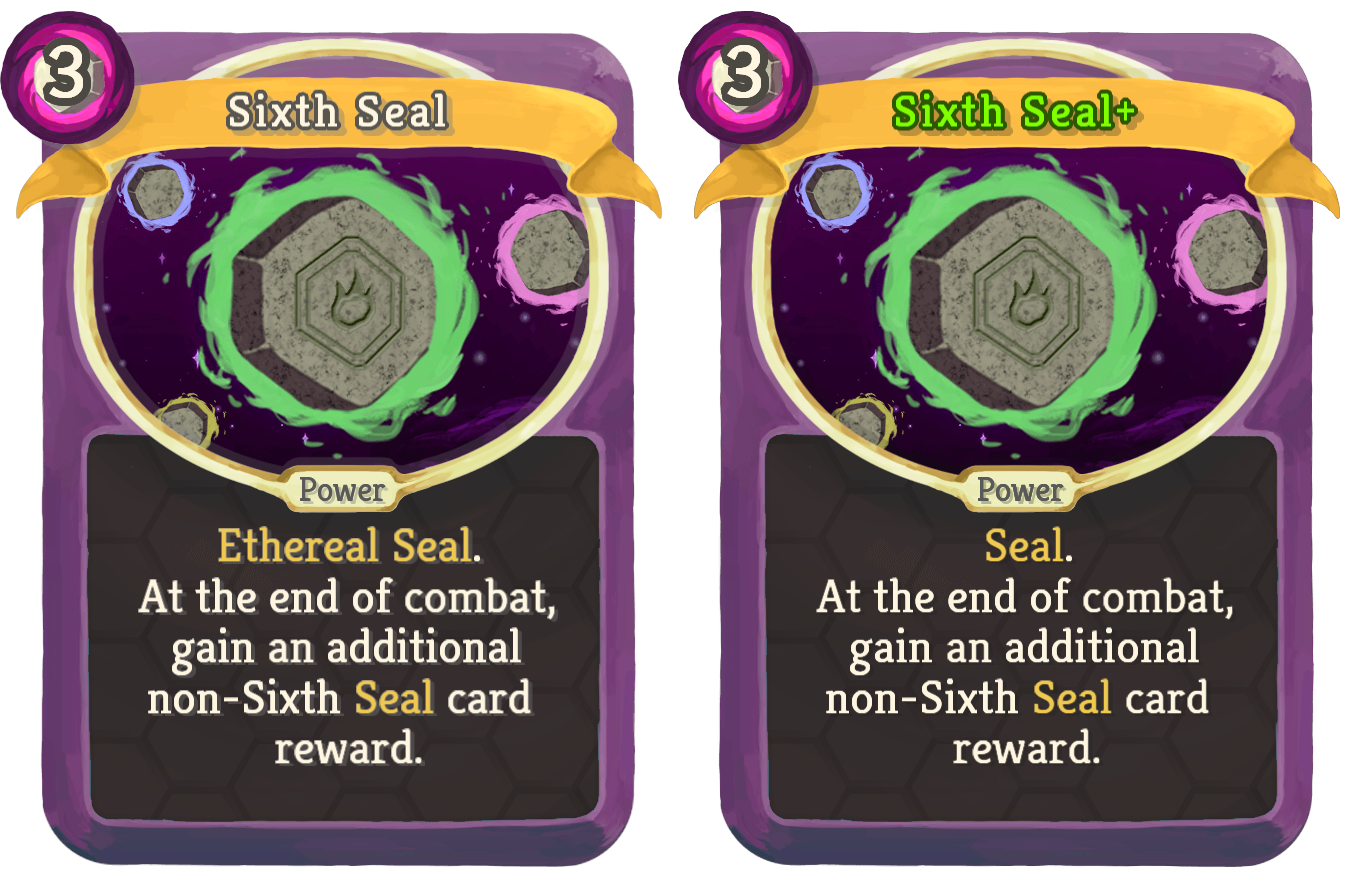 3
Sixth Seal
Power
Ethereal Seal.
At the end of combat,
gain an additional
non-Sixth Seal card
reward.
3
Sixth Seal+
Power
Seal.
At the end of combat,
gain an additional
non-Sixth Seal card
reward.